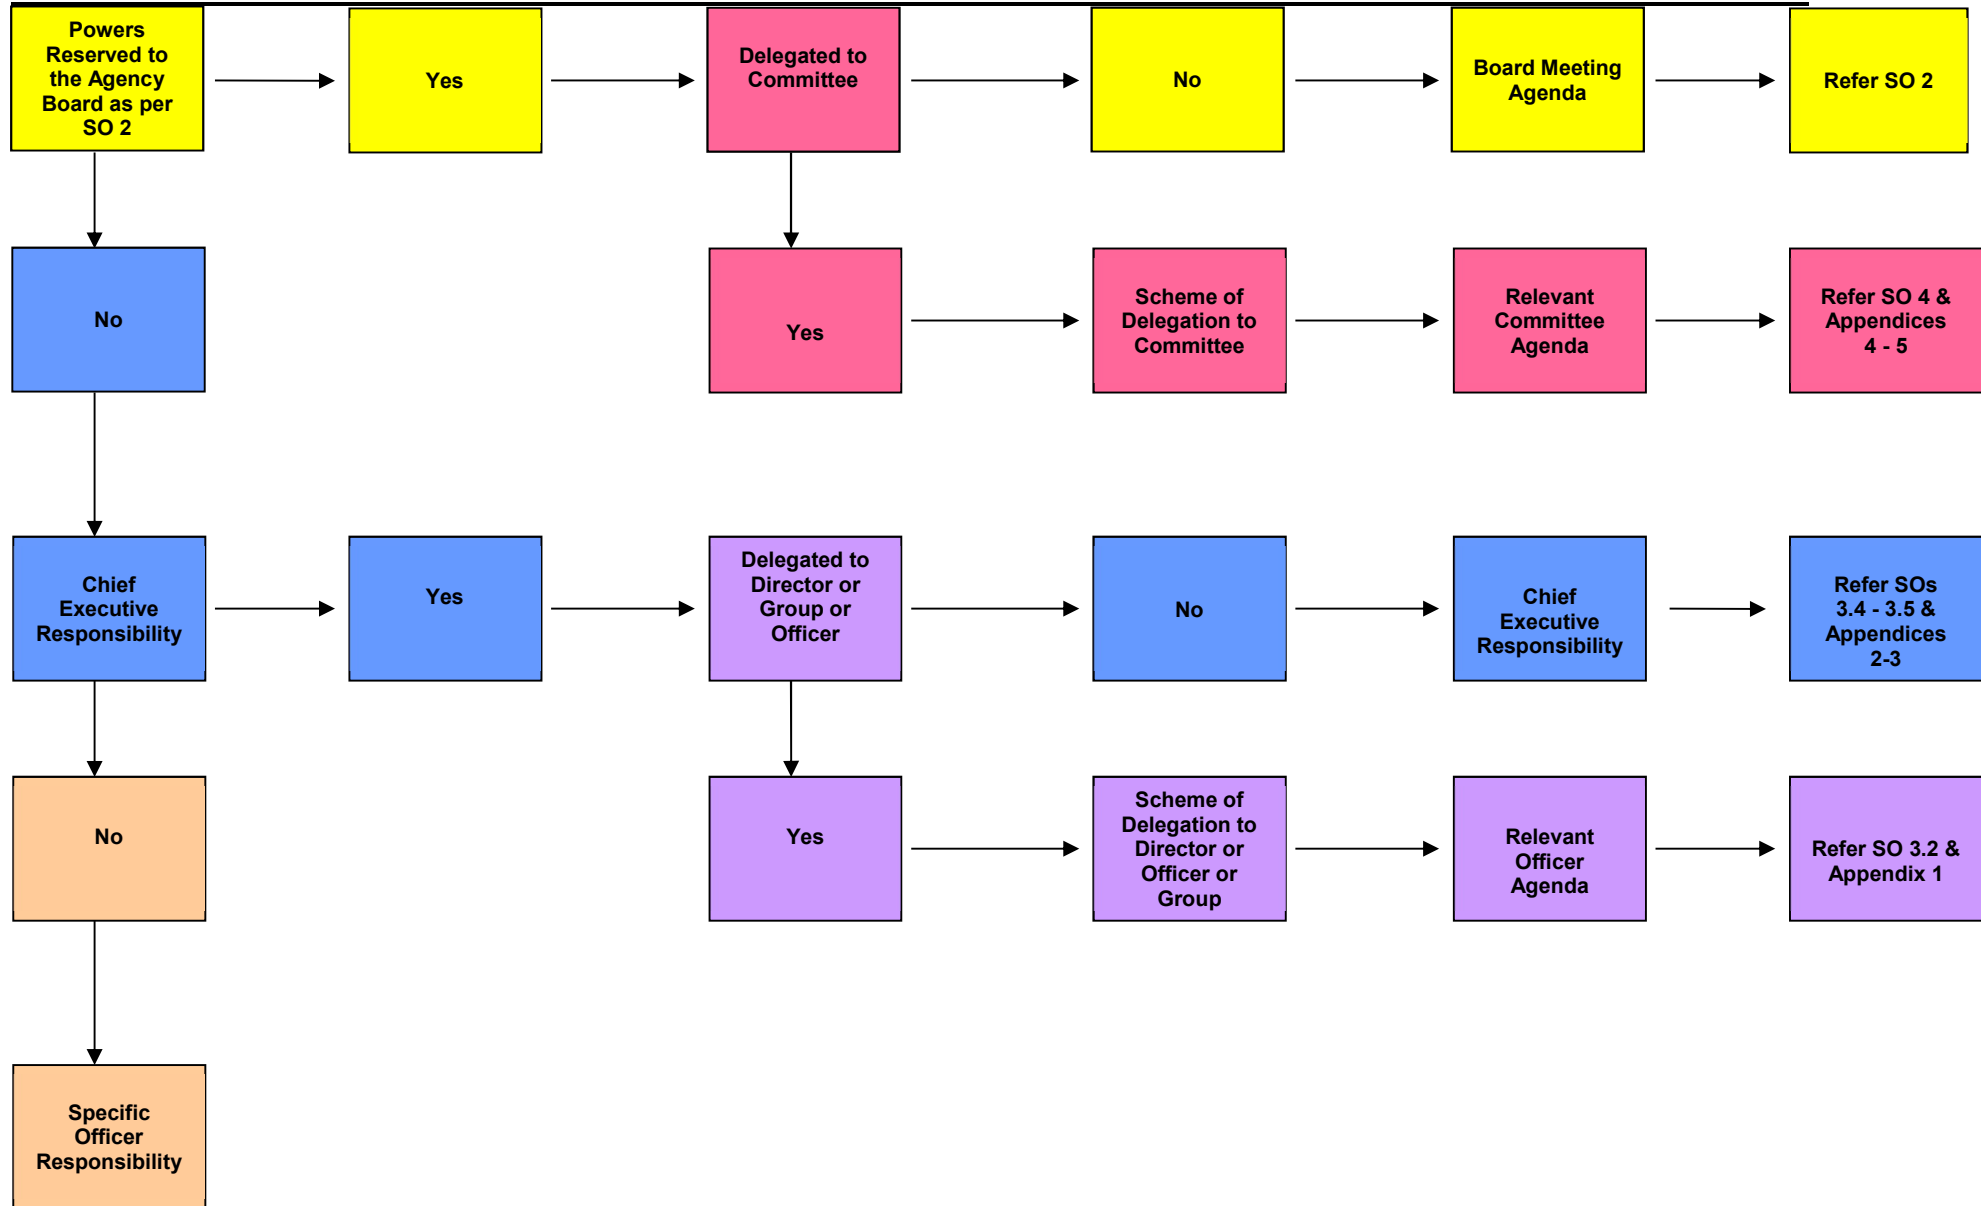 Powers
Reserved to
the Agency
Board as per
SO 2
Yes
Delegated to
Committee
No
Board Meeting
Agenda
Refer SO 2
No
Yes
Scheme of
Delegation to
Committee
Relevant
Committee
Agenda
Refer SO 4 &
Appendices
4 - 5
Chief
Executive
Responsibility
Yes
Delegated to
Director or
Group or
Officer
No
Chief
Executive
Responsibility
Refer SOs
3.4 - 3.5 &
Appendices
2-3
No
Yes
Scheme of
Delegation to
Director or
Officer or
Group
Relevant
Officer
Agenda
Refer SO 3.2 &
Appendix 1
Specific
Officer
Responsibility